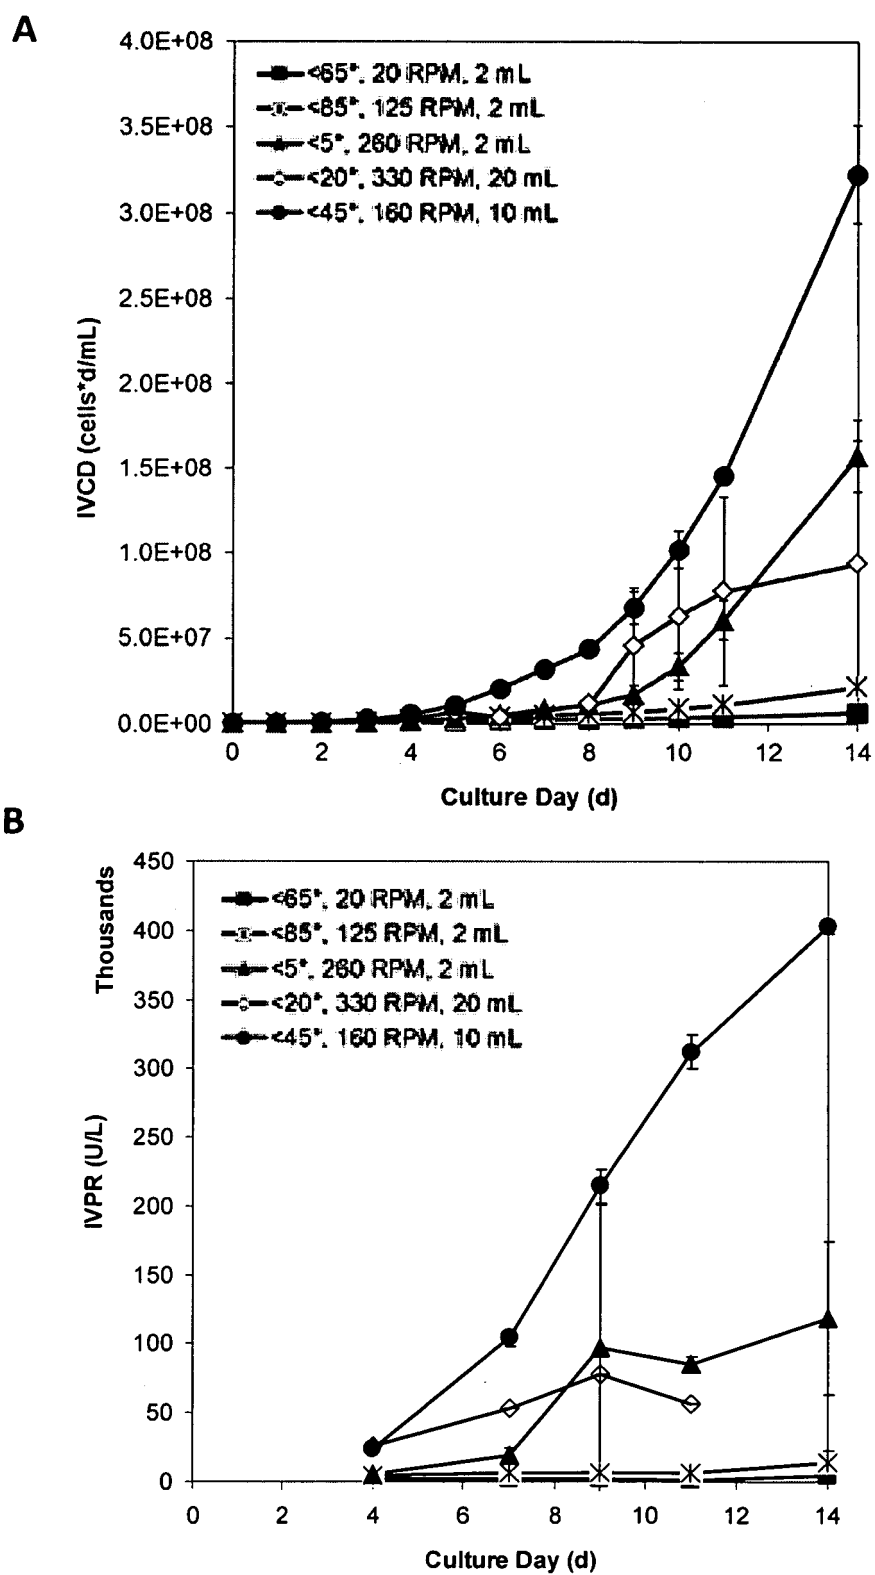 A
4.0E+08
3.5E+08
3.0E+08
2.5E+08
2.0E+08
1.5E+08
1.0E+08
5.0E+07
0.0E+00
IVCD (cells*d/mL)
<65°, 20 RPM, 2 mL
<85°, 125 RPM, 2 mL
<5°, 260 RPM, 2 mL
<20°, 330 RPM, 20 mL
<45°, 160 RPM, 10 mL
0 2 4 6 8 10 12 14
Culture Day (d)
B
Thousands
450
400
350
300
250
200
150
100
50
0
IVPR (U/L)
<65°, 20 RPM, 2 mL
<85°, 125 RPM, 2 mL
<5°, 260 RPM, 2 mL
<20°, 330 RPM, 20 mL
<45°, 160 RPM, 10 mL
0 2 4 6 8 10 12 14
Culture Day (d)